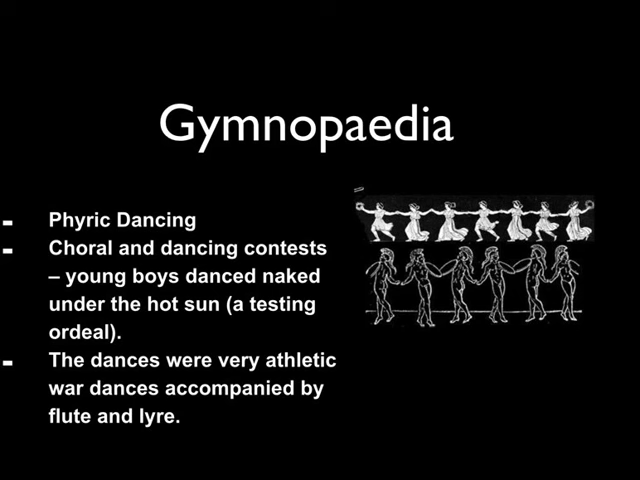 Gymnopaedia
- Phyric Dancing
- Choral and dancing contests
– young boys danced naked
under the hot sun (a testing
ordeal).
- The dances were very athletic
war dances accompanied by
flute and lyre.